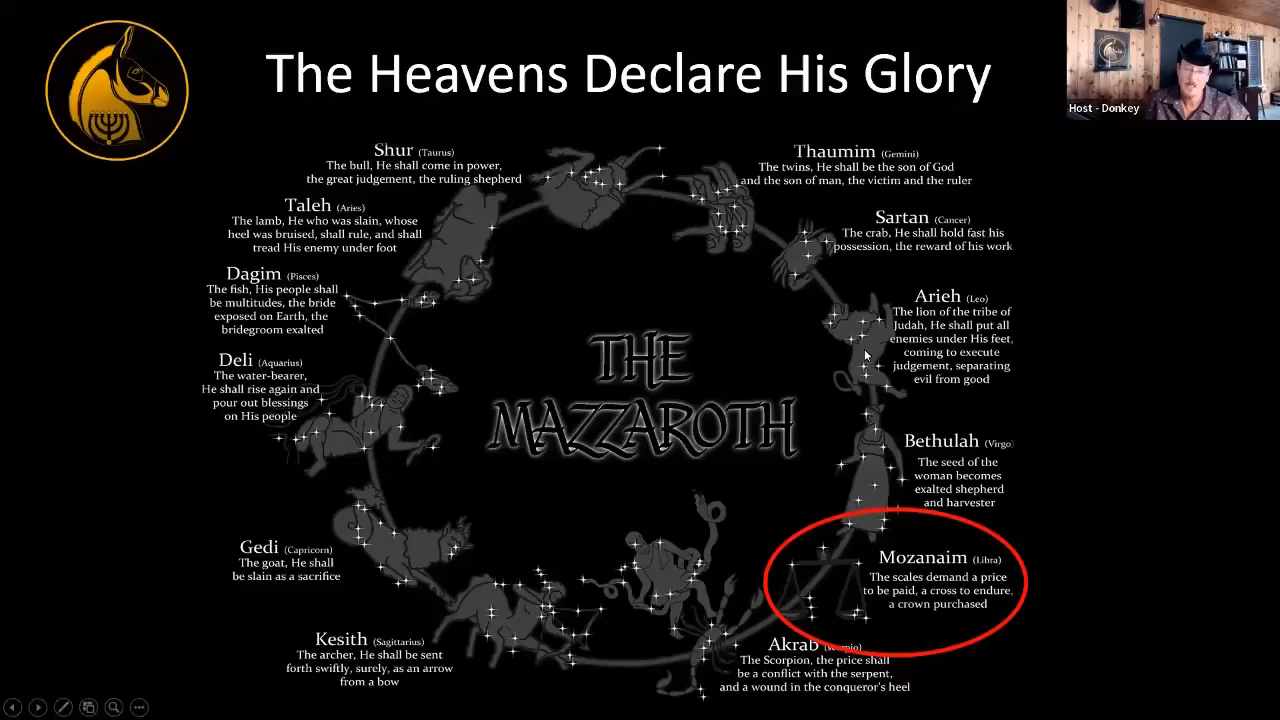 The Heavens Declare His Glory
Host - Donkey
Shur (Taurus)
The bull, He shall come in power,
the great judgement, the ruling shepherd
Thaumim (Gemini)
The twins, He shall be the son of God
and the son of man, the victim and the ruler
Taleh (Aries)
The lamb, He who was slain, whose
heel was bruised, shall rule, and shall
tread His enemy under foot
Sartan (Cancer)
The crab, He shall hold fast his
possession, the reward of his work
Dagim (Pisces)
The fish, His people shall
be multitudes, the bride
exposed on Earth, the
bridegroom exalted
Arieh (Leo)
The lion of the tribe of
Judah, He shall put all
enemies under His feet,
coming to execute
judgement, separating
evil from good
Deli (Aquarius)
The water-bearer,
He shall rise again and
pour out blessings
on His people
THE
MAZZAROTH
Bethulah (Virgo)
The seed of the
woman becomes
exalted shepherd
and harvester
Gedi (Capricorn)
The goat, He shall
be slain as a sacrifice
Mozanaim (Libra)
The scales demand a price
to be paid, a cross to endure,
a crown purchased
Kesith (Sagittarius)
The archer, He shall be sent
forth swiftly, surely, as an arrow
from a bow
Akrab (Scorpio)
The Scorpion, the price shall
be a conflict with the serpent,
and a wound in the conqueror's heel